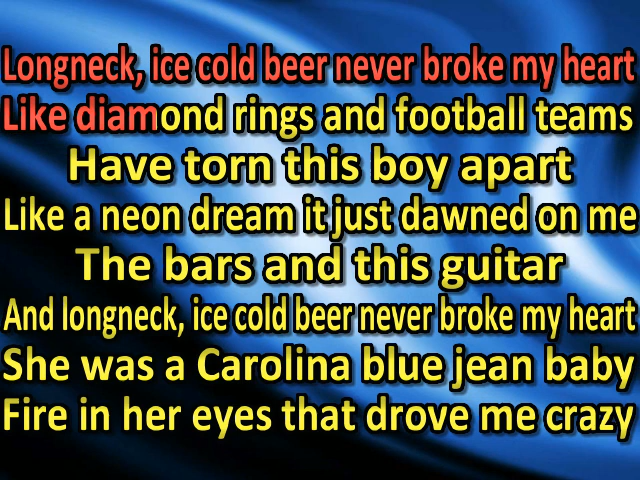 Longneck, ice cold beer never broke my heart
Like diamond rings and football teams
Have torn this boy apart
Like a neon dream it just dawned on me
The bars and this guitar
And longneck, ice cold beer never broke my heart
She was a Carolina blue jean baby
Fire in her eyes that drove me crazy